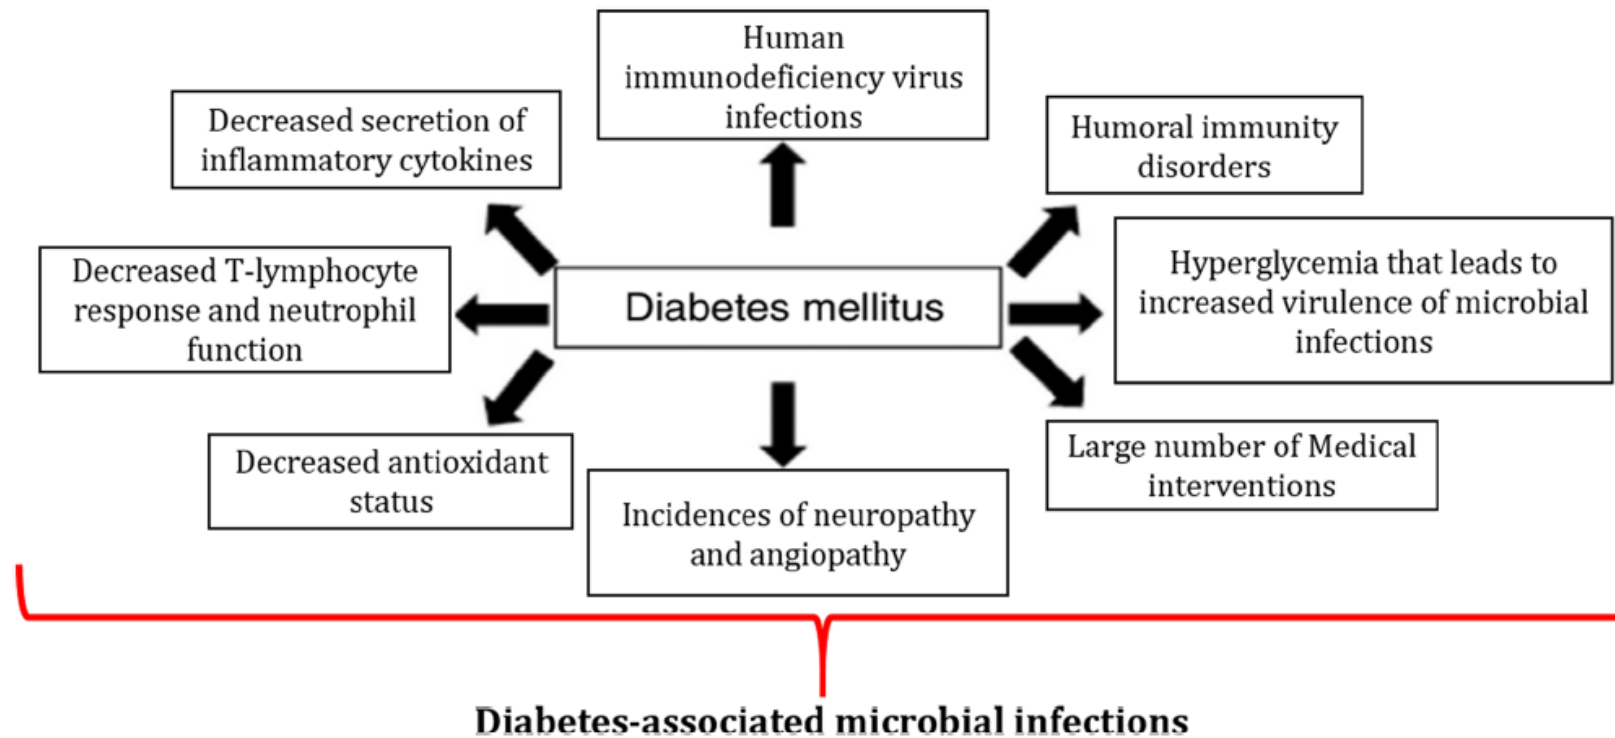 Human
immunodeficiency virus
infections
Decreased secretion of
inflammatory cytokines
Humoral immunity
disorders
Decreased T-lymphocyte
response and neutrophil
function
Diabetes mellitus
Hyperglycemia that leads to
increased virulence of microbial
infections
Decreased antioxidant
status
Incidences of neuropathy
and angiopathy
Large number of Medical
interventions
Diabetes-associated microbial infections